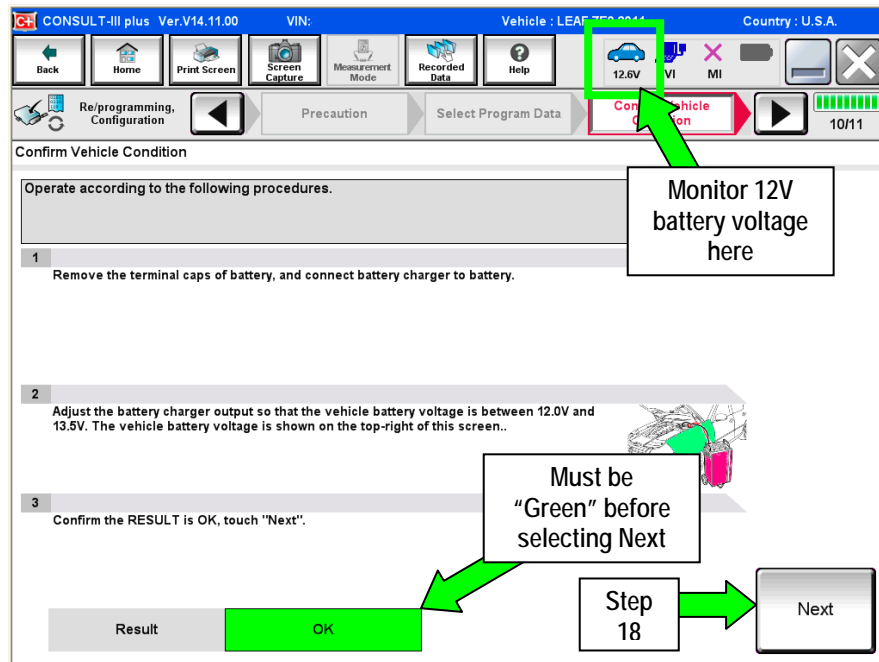 CONSULT-III plus Ver.V14.11.00 VIN: Vehicle : LEAF ZE0 2011 Country : U.S.A.
Back
Home
Print Screen
Screen
Capture
Measurement
Mode
Recorded
Data
Help
12.6V
VI
MI
Re/programming,
Configuration
Precaution
Select Program Data
10/11
Confirm Vehicle Condition
Operate according to the following procedures.
Monitor 12V
battery voltage
here
1
Remove the terminal caps of battery, and connect battery charger to battery.
2
Adjust the battery charger output so that the vehicle battery voltage is between 12.0V and
13.5V. The vehicle battery voltage is shown on the top-right of this screen..
Must be
“Green” before
selecting Next
3
Confirm the RESULT is OK, touch "Next".
Step
18
Next
Result
OK